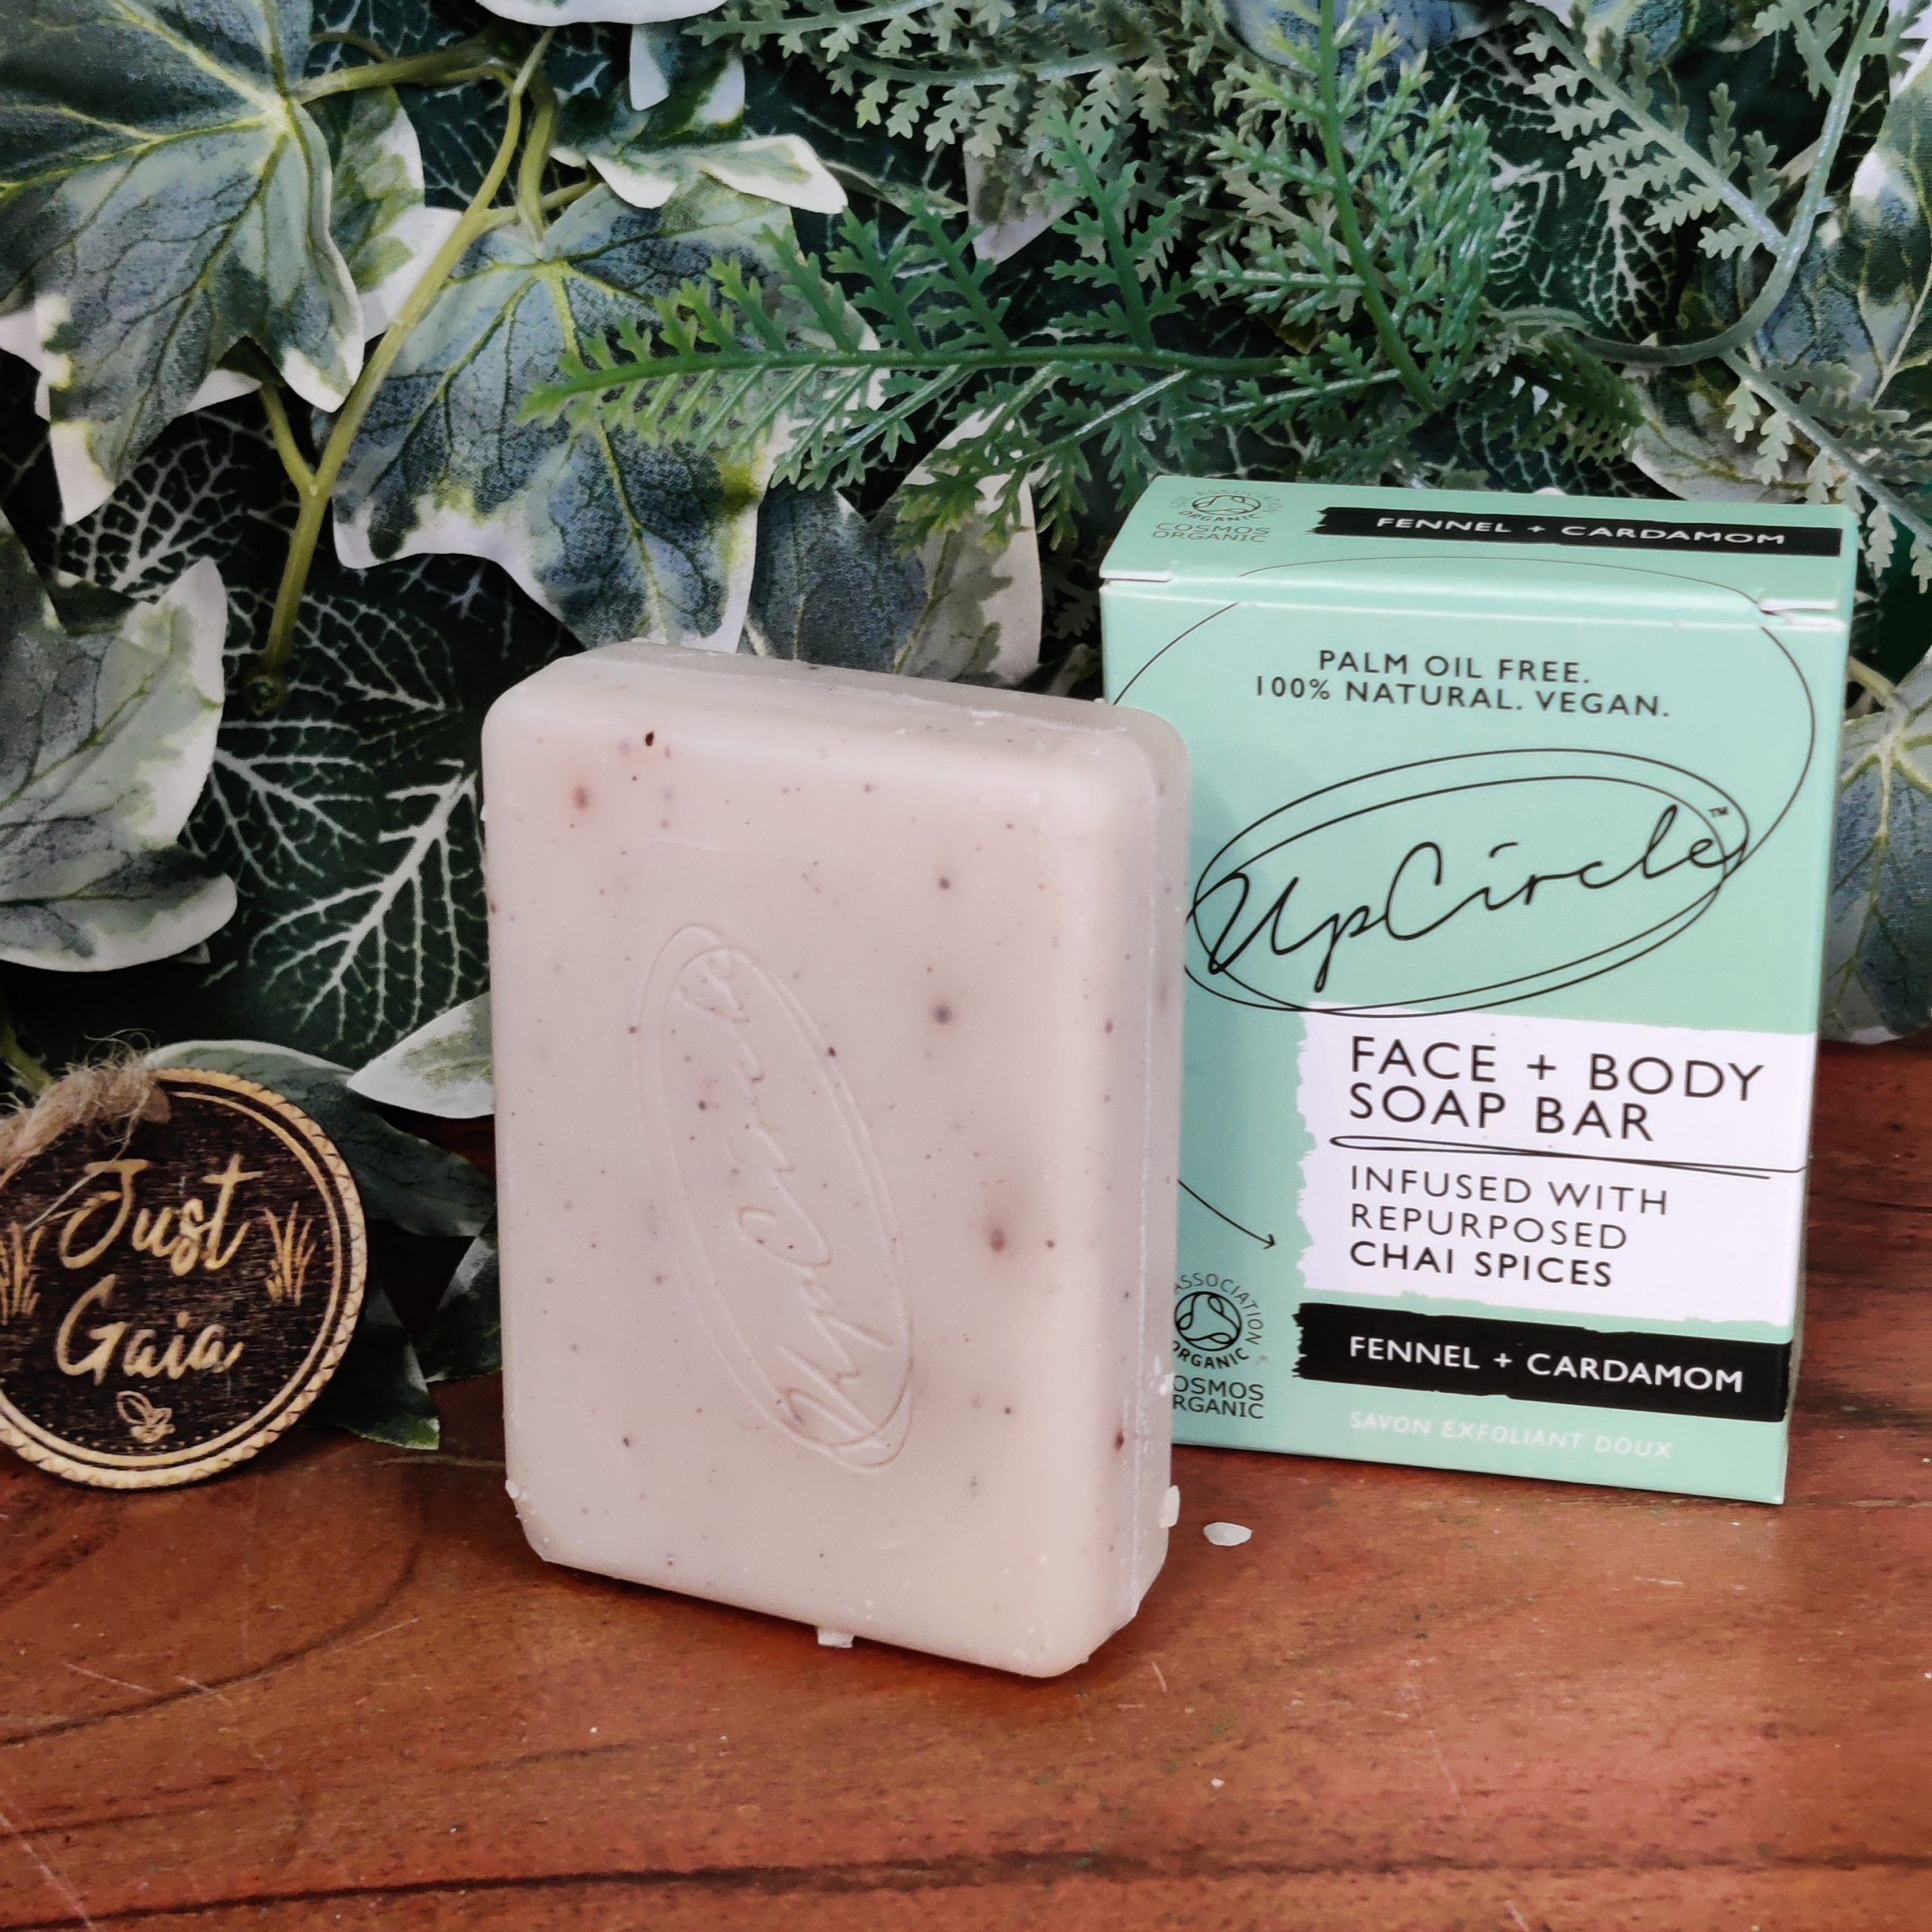 COSMOS
ORGANIC
FENNEL + CARDAMOM
PALM OIL FREE.
100% NATURAL. VEGAN.
UpCircle™
FACE + BODY
SOAP BAR
INFUSED WITH
REPURPOSED
CHAI SPICES
ASSOCIATION
ORGANIC
COSMOS
ORGANIC
FENNEL + CARDAMOM
SAVON EXFOLIANT DOUX
UpCircle
Just
Gaia